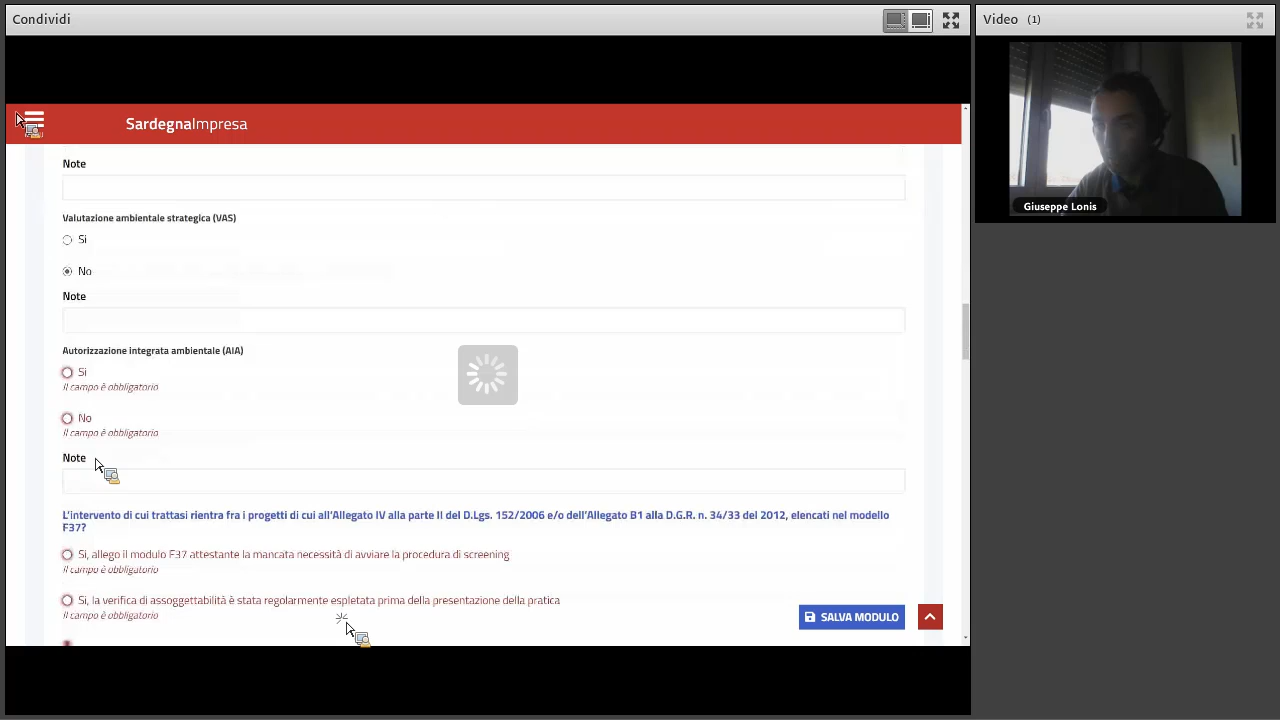 Condividi
Video (1)
SardegnaImpresa
Note
Valutazione ambientale strategica (VAS)
Si
No
Note
Autorizzazione integrata ambientale (AIA)
Si
Il campo è obbligatorio
No
Il campo è obbligatorio
Note
L'intervento di cui trattasi rientra fra i progetti di cui all'Allegato IV alla parte II del D.Lgs. 152/2006 e/o dell'Allegato B1 alla D.G.R. n. 34/33 del 2012, elencati nel modello
F37?
Si, allego il modulo F37 attestante la mancata necessità di avviare la procedura di screening
Il campo è obbligatorio
Si, la verifica di assoggettabilità è stata regolarmente espletata prima della presentazione della pratica
Il campo è obbligatorio
SALVA MODULO
Giuseppe Lonis